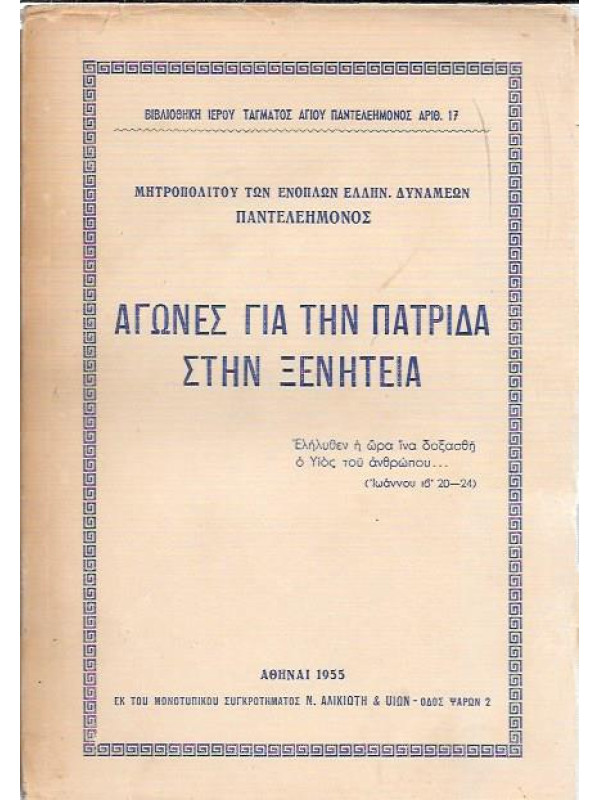 ΒΙΒΛΙΟΘΗΚΗ ΙΕΡΟΥ ΤΑΓΜΑΤΟΣ ΑΓΙΟΥ ΠΑΝΤΕΛΕΗΜΟΝΟΣ ΑΡΙΘ. 17
ΜΗΤΡΟΠΟΛΙΤΟΥ ΤΩΝ ΕΝΟΠΛΩΝ ΕΛΛΗΝ. ΔΥΝΑΜΕΩΝ
ΠΑΝΤΕΛΕΗΜΟΝΟΣ
ΑΓΩΝΕΣ ΓΙΑ ΤΗΝ ΠΑΤΡΙΔΑ
ΣΤΗΝ ΞΕΝΗΤΕΙΑ
Ἐλήλυθεν ἡ ὥρα ἵνα δοξασθῇ
ὁ Υἱὸς τοῦ ἀνθρώπου...
(Ἰωάννου ιβ' 20—24)
ΑΘΗΝΑΙ 1955
ΕΚ ΤΟΥ ΜΟΝΟΤΥΠΙΚΟΥ ΣΥΓΚΡΟΤΗΜΑΤΟΣ Ν. ΑΛΙΚΙΩΤΗ & ΥΙΩΝ - ΟΔΟΣ ΨΑΡΩΝ 2